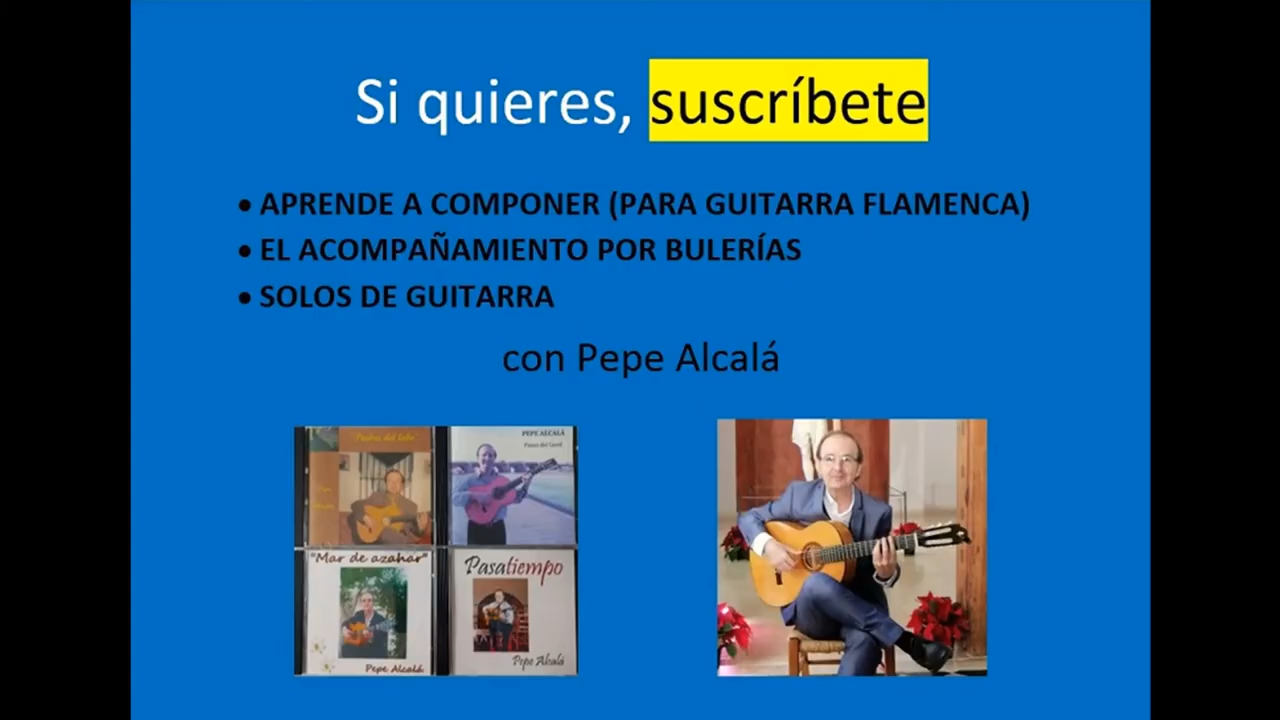 Si quieres, suscríbete
• APRENDE A COMPONER (PARA GUITARRA FLAMENCA)
• EL ACOMPAÑAMIENTO POR BULERÍAS
• SOLOS DE GUITARRA
con Pepe Alcalá
PEPE ALCALÁ
"Mar de azahar"
Pepe Alcalá
Pasatiempo
Pepe Alcalá